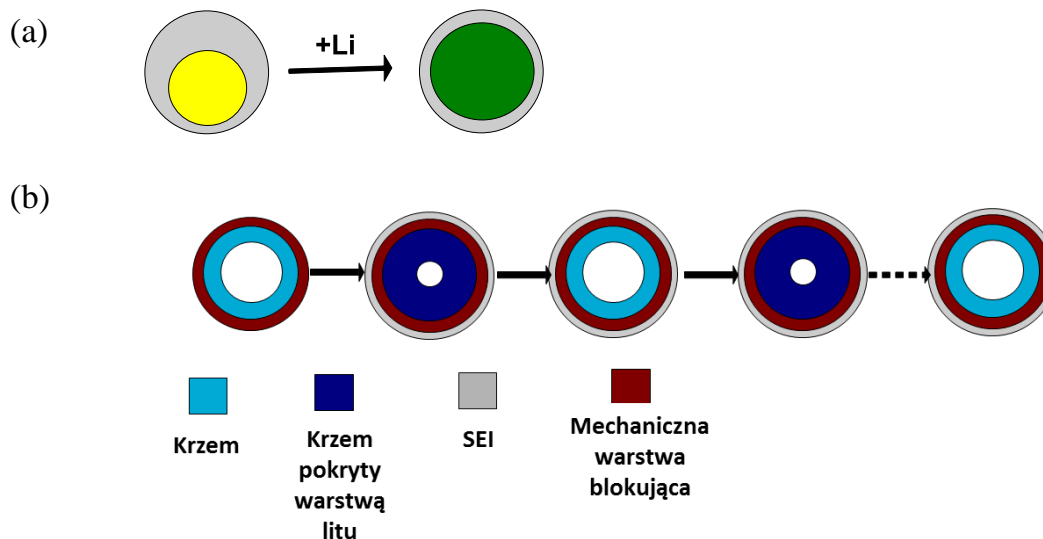 (a)
+Li
(b)
Krzem
Krzem
pokryty
warstwą
litu
SEI
Mechaniczna
warstwa
blokująca